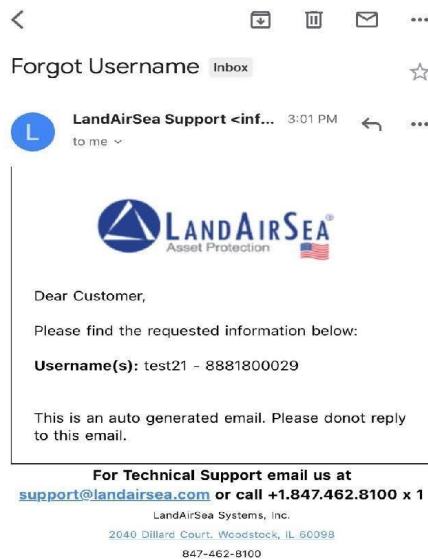 Forgot Username Inbox
L
LandAirSea Support <inf... 3:01 PM
to me
LANDAIRSEA®
Asset Protection
Dear Customer,
Please find the requested information below:
Username(s): test21 - 8881800029
This is an auto generated email. Please donot reply
to this email.
For Technical Support email us at
support@landairsea.com or call +1.847.462.8100 x 1
LandAirSea Systems, Inc.
2040 Dillard Court. Woodstock, IL 60098
847-462-8100